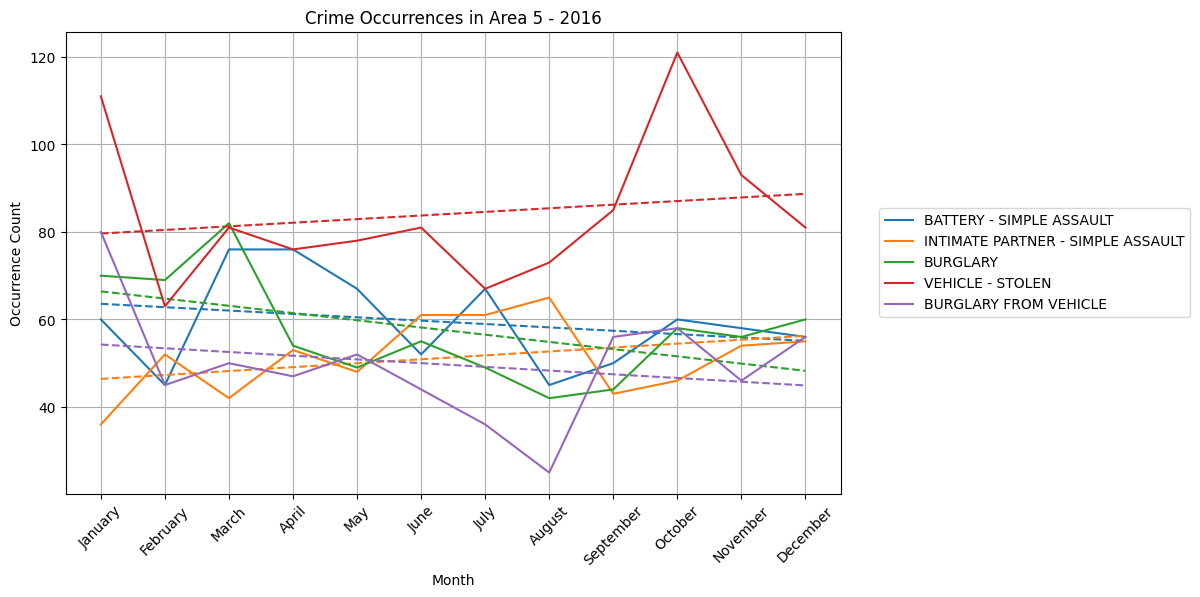 Crime Occurrences in Area 5 - 2016
Occurrence Count
120
100
80
60
40
January
February
March
April
May
June
July
August
September
October
November
December
Month
BATTERY - SIMPLE ASSAULT
INTIMATE PARTNER - SIMPLE ASSAULT
BURGLARY
VEHICLE - STOLEN
BURGLARY FROM VEHICLE